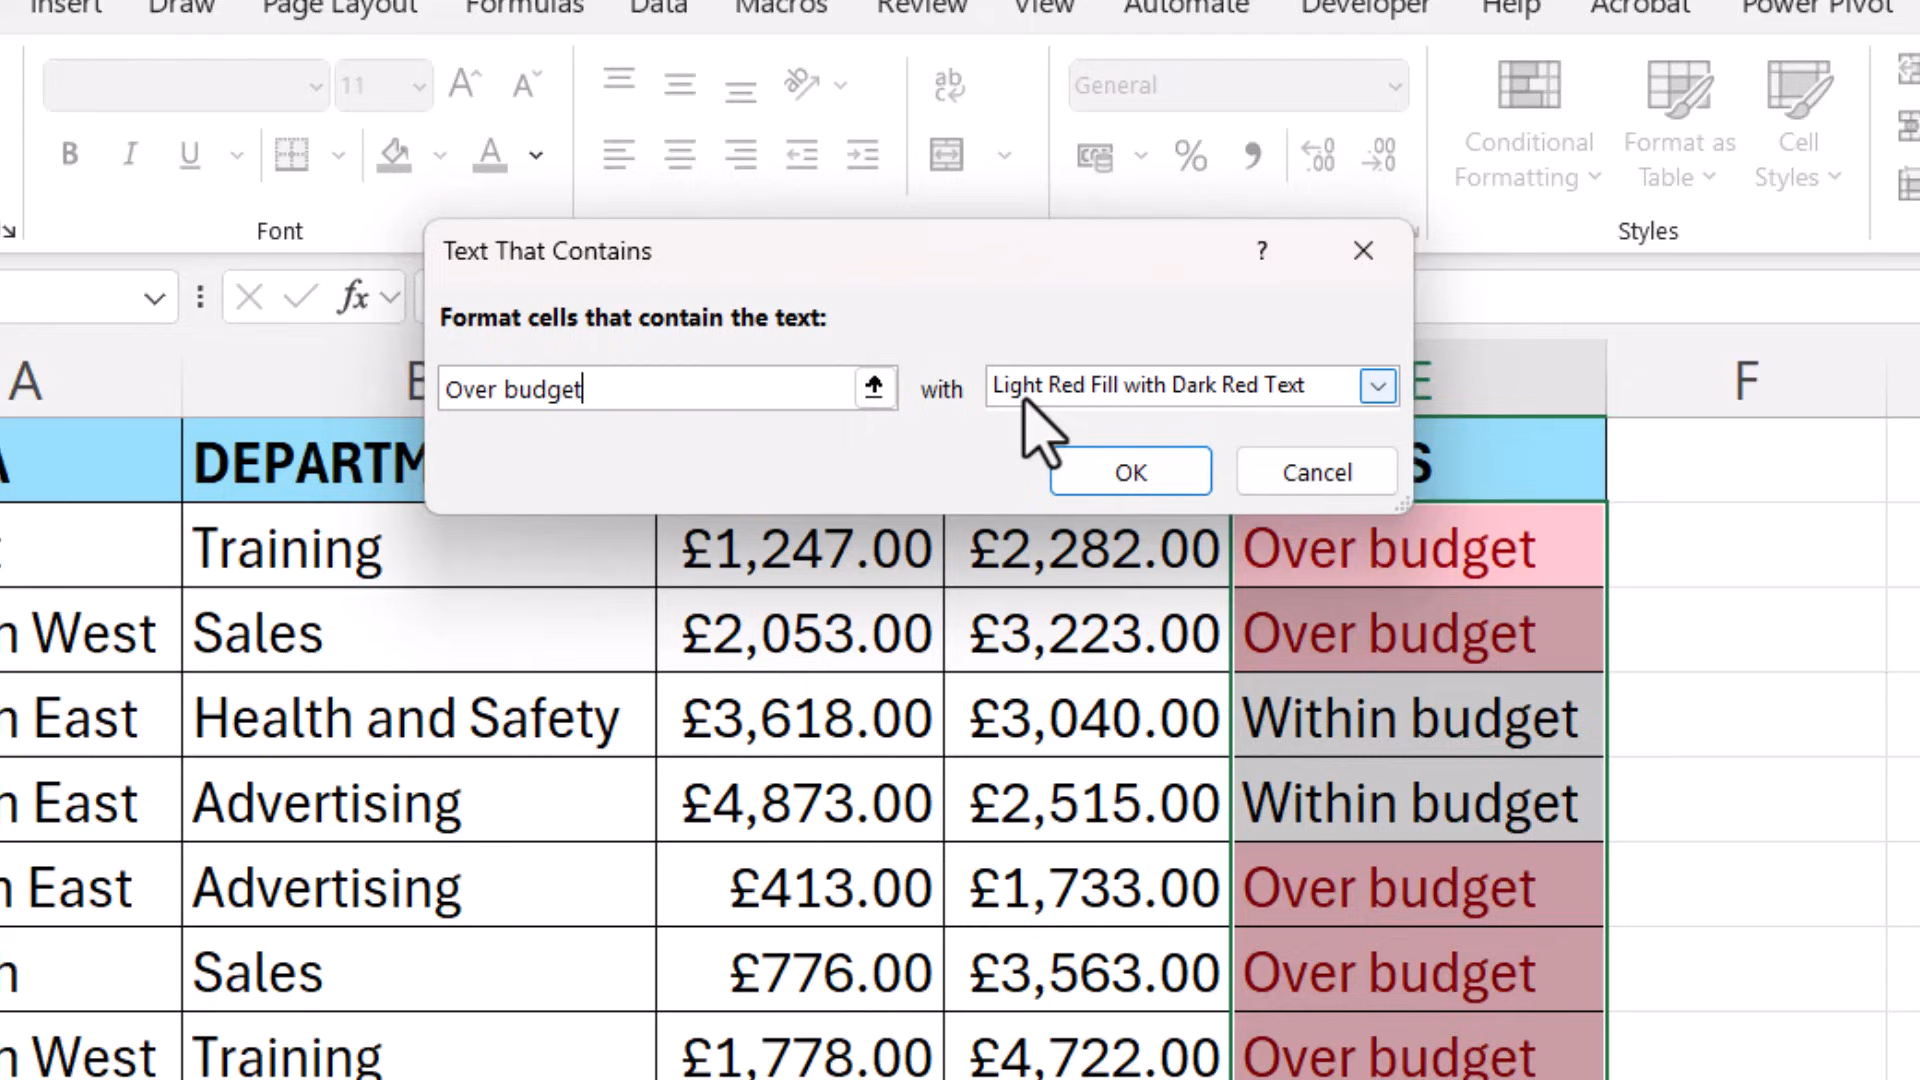 Insert Draw Page Layout Formulas Data Macros Review View Automate Developer Help Acrobat Power Pivot
11
General
B I U
Conditional Formatting
Format as Table
Cell Styles
Font
Styles
Text That Contains
Format cells that contain the text:
Over budget with Light Red Fill with Dark Red Text
OK Cancel
fx
A E F
DEPARTM
Training £1,247.00 £2,282.00 Over budget
West Sales £2,053.00 £3,223.00 Over budget
East Health and Safety £3,618.00 £3,040.00 Within budget
East Advertising £4,873.00 £2,515.00 Within budget
East Advertising £413.00 £1,733.00 Over budget
Sales £776.00 £3,563.00 Over budget
West Training £1,778.00 £4,722.00 Over budget